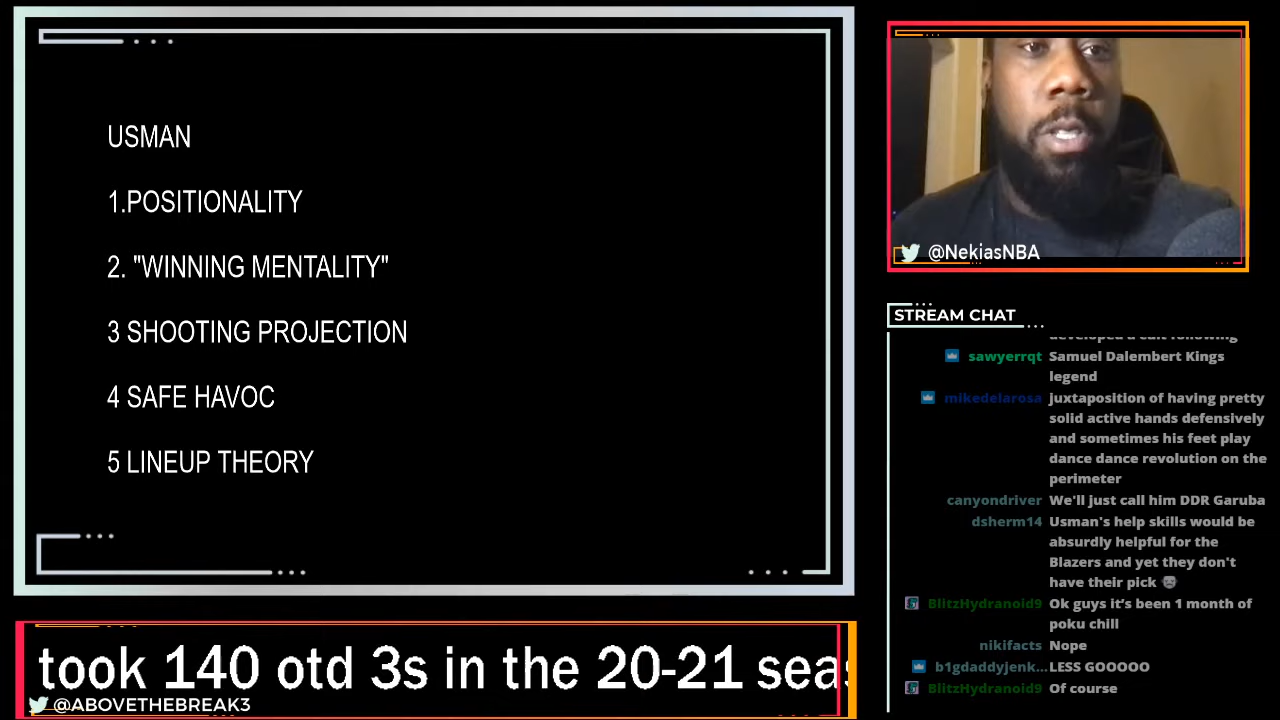 USMAN
1.POSITIONALITY
2. "WINNING MENTALITY"
3 SHOOTING PROJECTION
4 SAFE HAVOC
5 LINEUP THEORY
@NekiasNBA
STREAM CHAT
developed a cult following
sawyerrqt Samuel Dalembert Kings
legend
mikedelarosa juxtaposition of having pretty
solid active hands defensively
and sometimes his feet play
dance dance revolution on the
perimeter
canyondriver We'll just call him DDR Garuba
dsherm14 Usman's help skills would be
absurdly helpful for the
Blazers and yet they don't
have their pick
BlitzHydranoid9 Ok guys it’s been 1 month of
poku chill
nikifacts Nope
b1gdaddyjenk... LESS GOOOOO
BlitzHydranoid9 Of course
took 140 otd 3s in the 20-21 seas
@ABOVETHEBREAK3